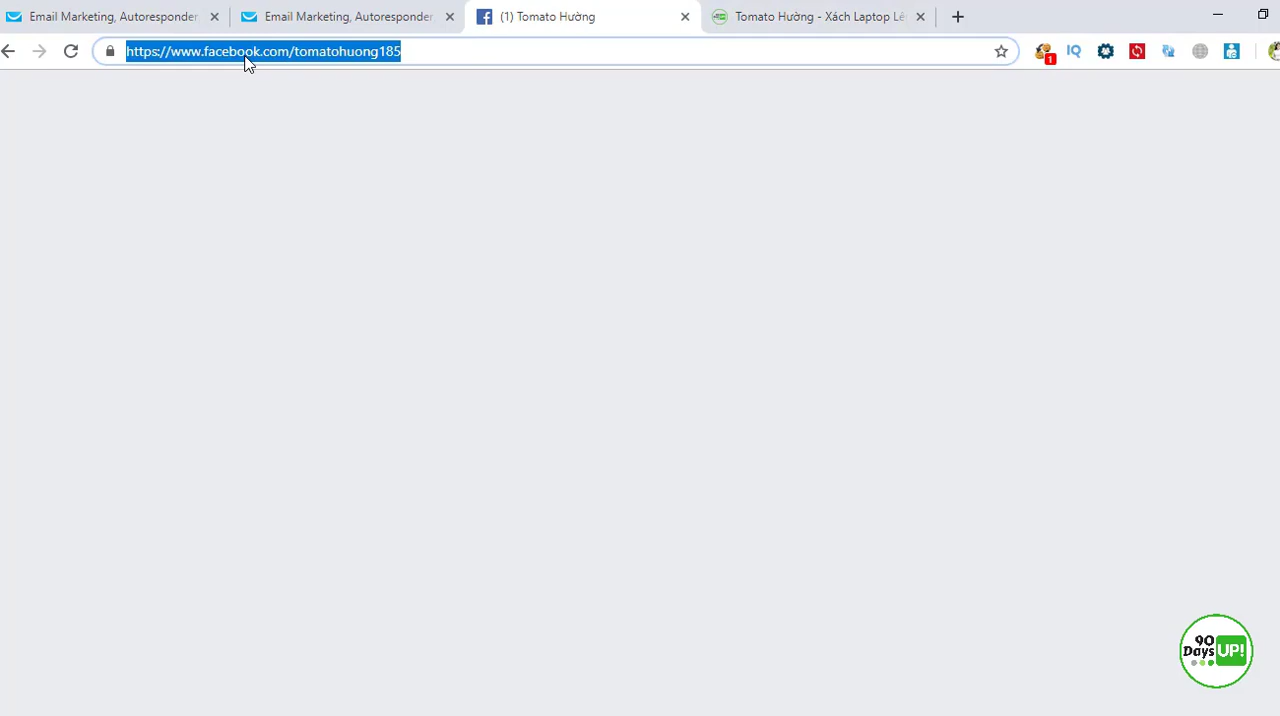 Email Marketing, Autoresponder
Email Marketing, Autoresponder
(1) Tomato Hường
Tomato Hường - Xách Laptop Lê
https://www.facebook.com/tomatohuong185
1
IQ
90
Days UP!